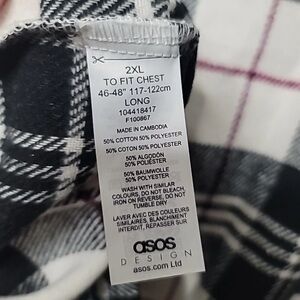 2XL
TO FIT CHEST
46-48" 117-122cm
LONG
104418417
F100867
MADE IN CAMBODIA
50% COTTON 50% POLYESTER
50% COTON 50% POLYESTER
50% ALGODÓN
50% POLIÉSTER
50% BAUMWOLLE
50% POLYESTER
WASH WITH SIMILAR
COLOURS, DO NOT BLEACH,
IRON ON REVERSE, DO NOT
TUMBLE DRY
LAVER AVEC DES COULEURS
SIMILAIRES, BLANCHIMENT
INTERDIT, REPASSER SUR
asos
DESIGN
asos.com Ltd